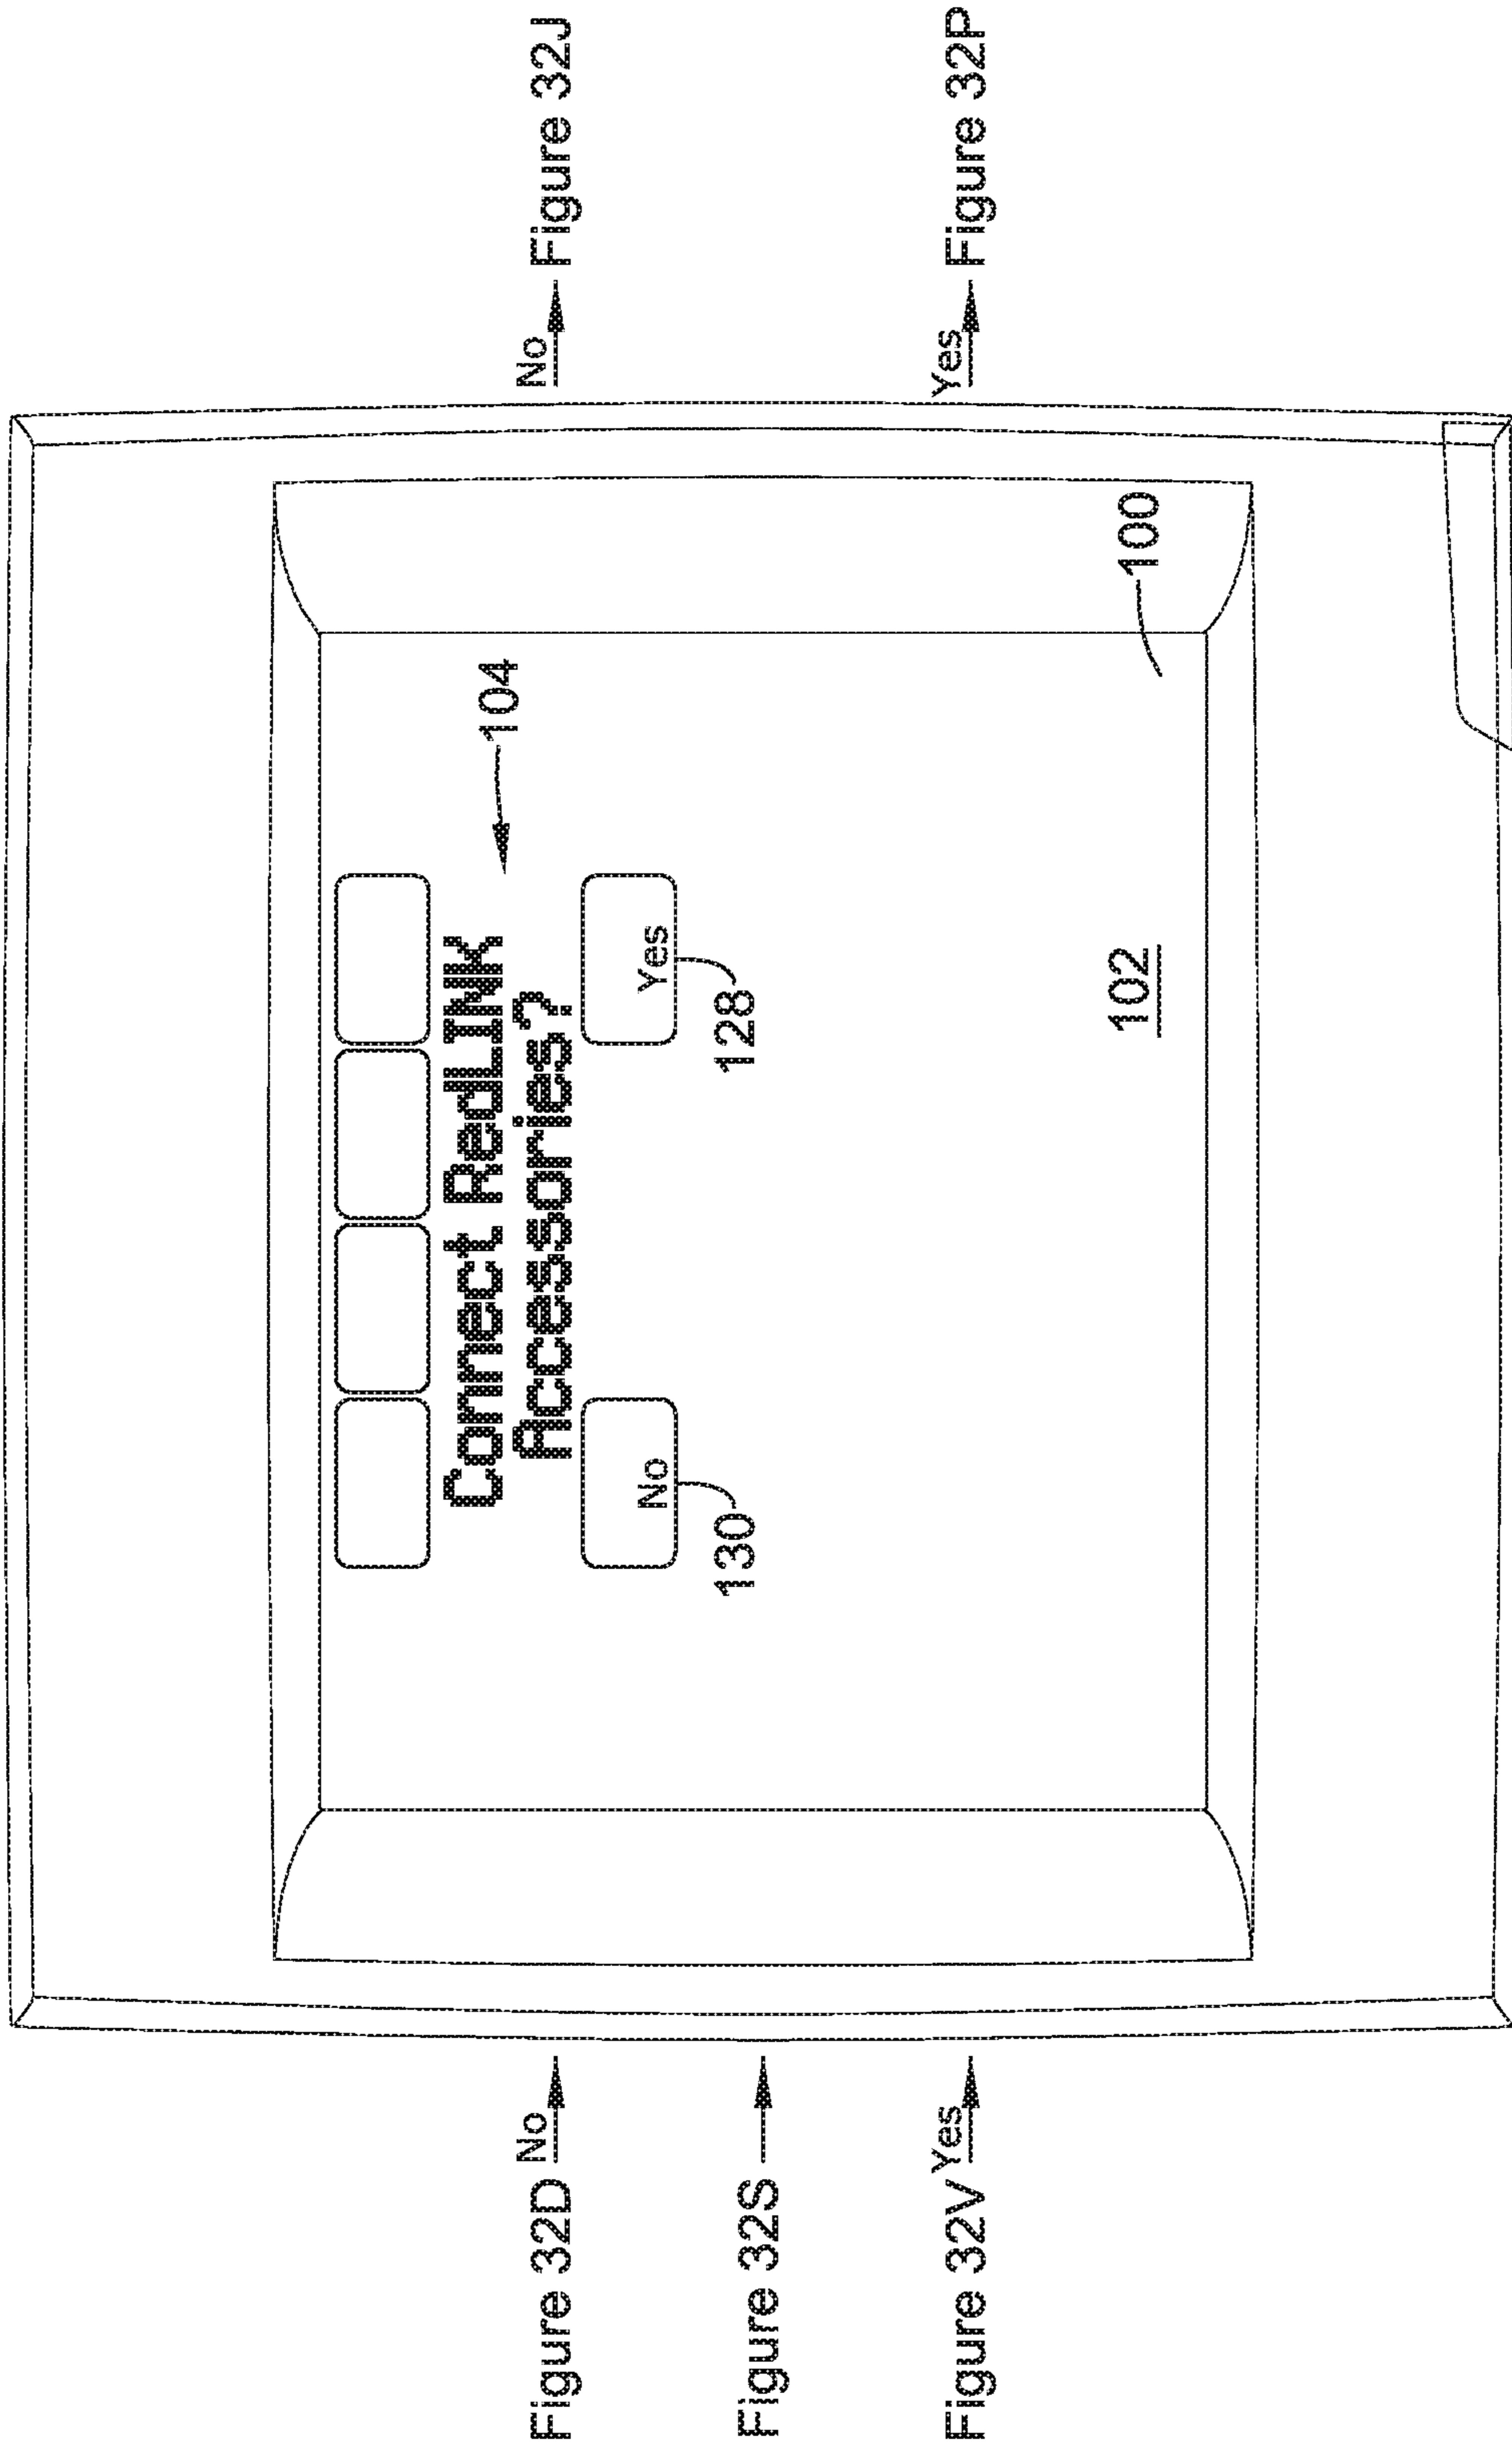 Figure 32D
No
Figure 32S
Figure 32V
Yes
Connect RedLINK
Accessories?
104
No
Yes
130
128
102
100
No
Figure 32J
Yes
Figure 32P